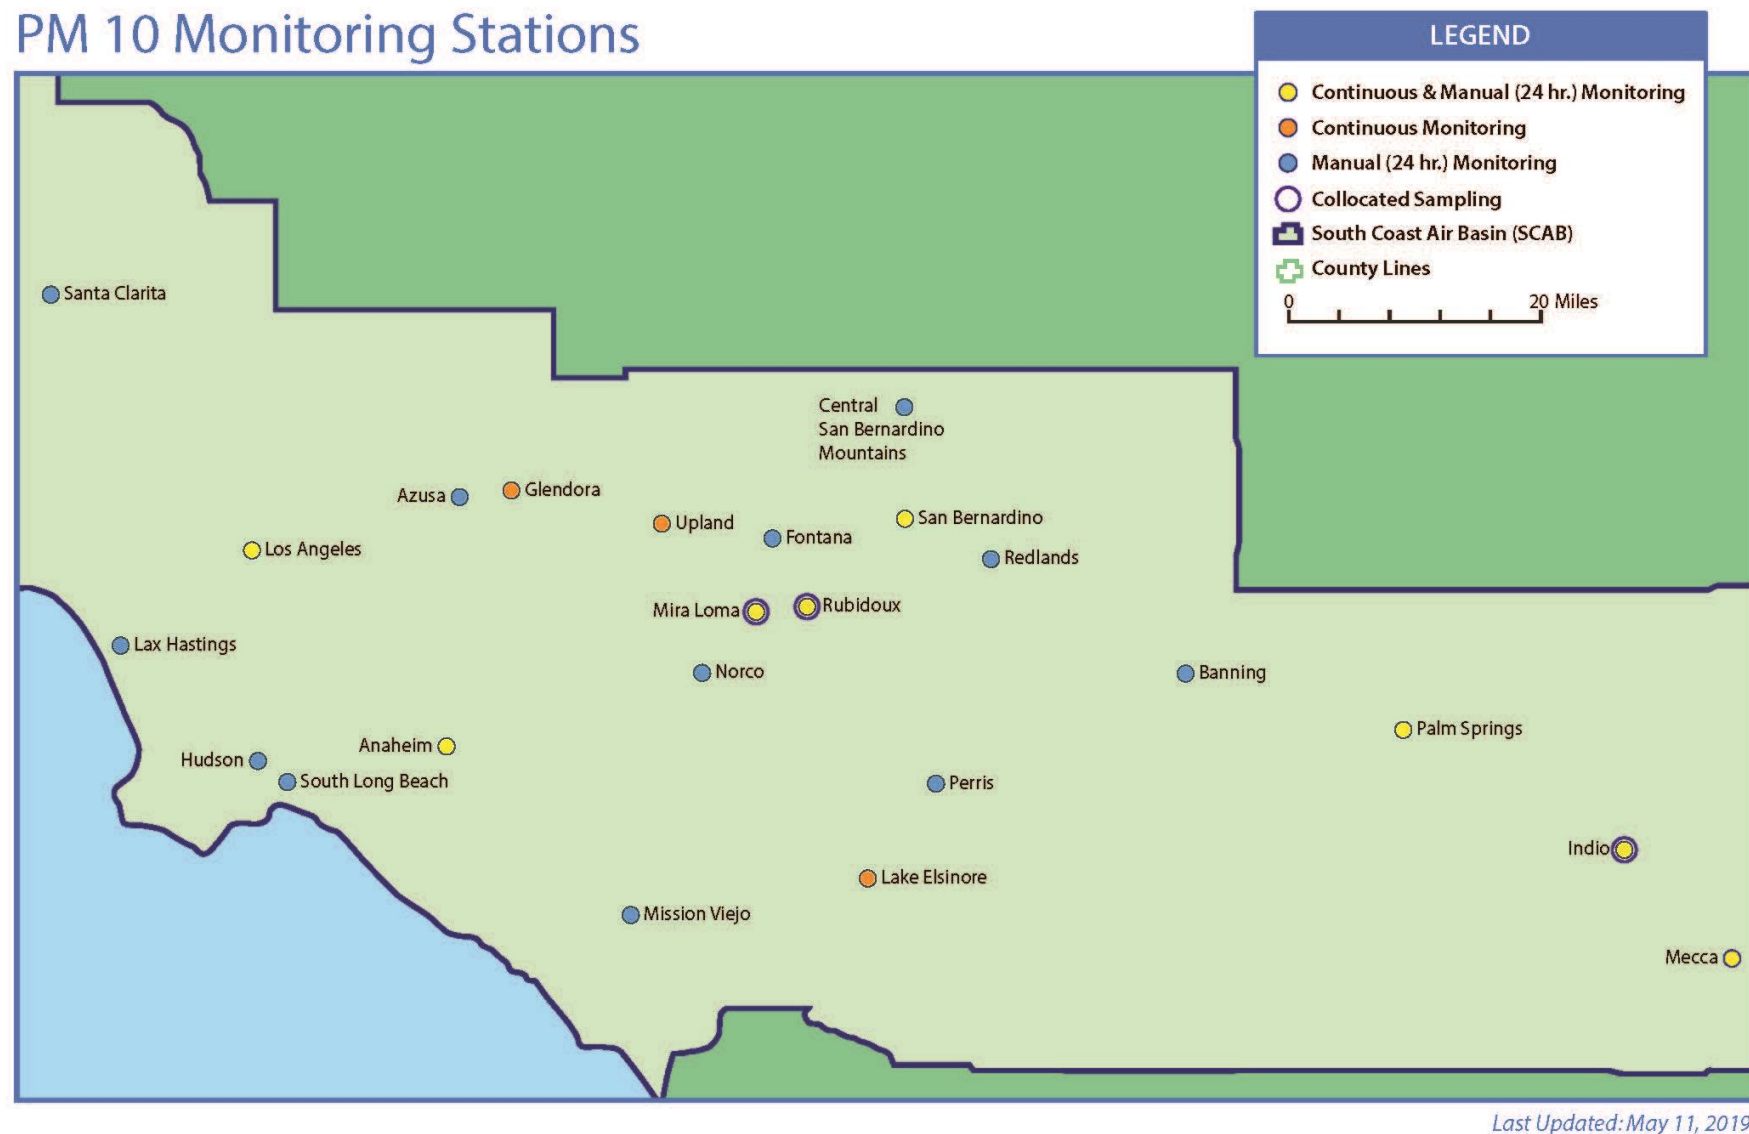 PM 10 Monitoring Stations
LEGEND
Continuous & Manual (24 hr.) Monitoring
Continuous Monitoring
Manual (24 hr.) Monitoring
Collocated Sampling
South Coast Air Basin (SCAB)
County Lines
0 20 Miles
Santa Clarita
Central
San Bernardino
Mountains
Azusa
Glendora
Upland
Fontana
San Bernardino
Redlands
Los Angeles
Mira Loma
Rubidoux
Lax Hastings
Norco
Banning
Palm Springs
Anaheim
Hudson
South Long Beach
Perris
Indio
Lake Elsinore
Mission Viejo
Mecca
Last Updated: May 11, 2019